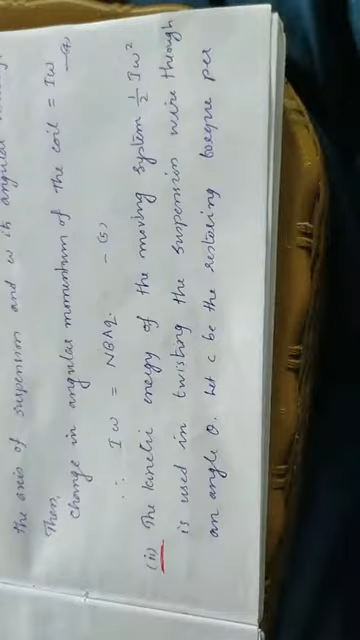 the axis of suspension and ω its angular
Then,
change in angular momentum of the coil = Iω —(4)
∴ Iω = NBAq. —(5)
(ii) The kinetic energy of the moving system ½ Iω²
is used in twisting the suspension wire through
an angle θ. Let c be the restoring torque per